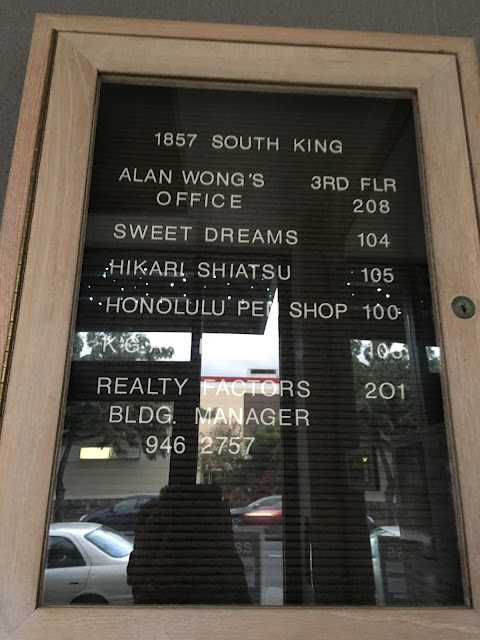 1857 SOUTH KING
ALAN WONG'S 3RD FLR
OFFICE 208
SWEET DREAMS 104
HIKARI SHIATSU 105
HONOLULU PEN SHOP 100
REALTY FACTORS 201
BLDG. MANAGER
946 2757